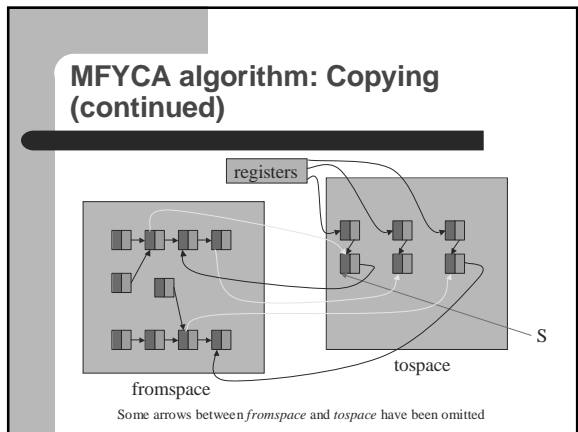 MFYCA algorithm: Copying
(continued)
registers
S
tospace
fromspace
Some arrows between fromspace and tospace have been omitted